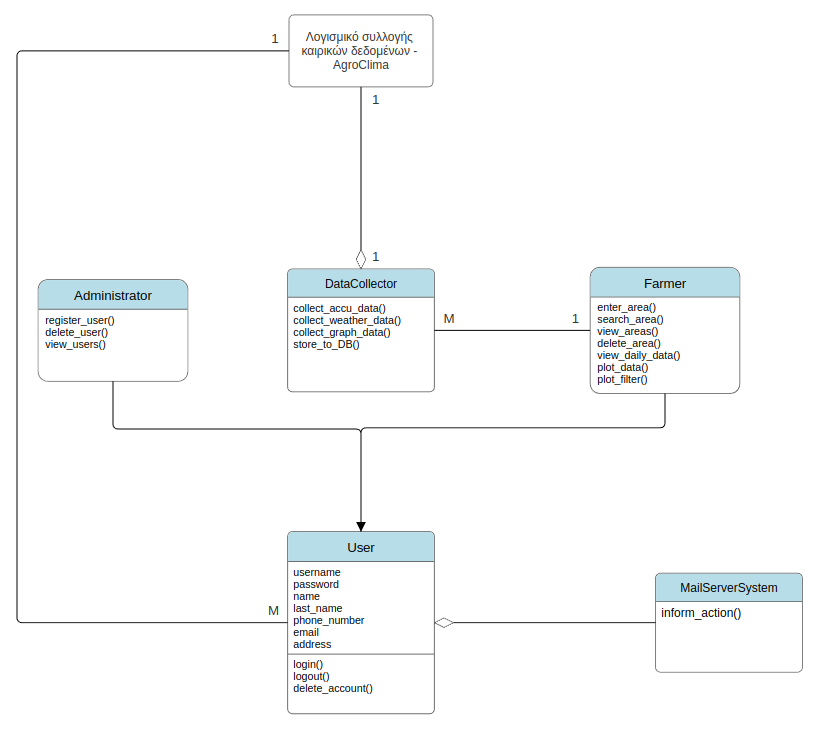 1
Λογισμικό συλλογής
καιρικών δεδομένων -
AgroClima
1
1
Administrator
register_user()
delete_user()
view_users()
DataCollector
collect_accu_data()
collect_weather_data()
collect_graph_data()
store_to_DB()
M
1
Farmer
enter_area()
search_area()
view_areas()
delete_area()
view_daily_data()
plot_data()
plot_filter()
M
User
username
password
name
last_name
phone_number
email
address
login()
logout()
delete_account()
MailServerSystem
inform_action()